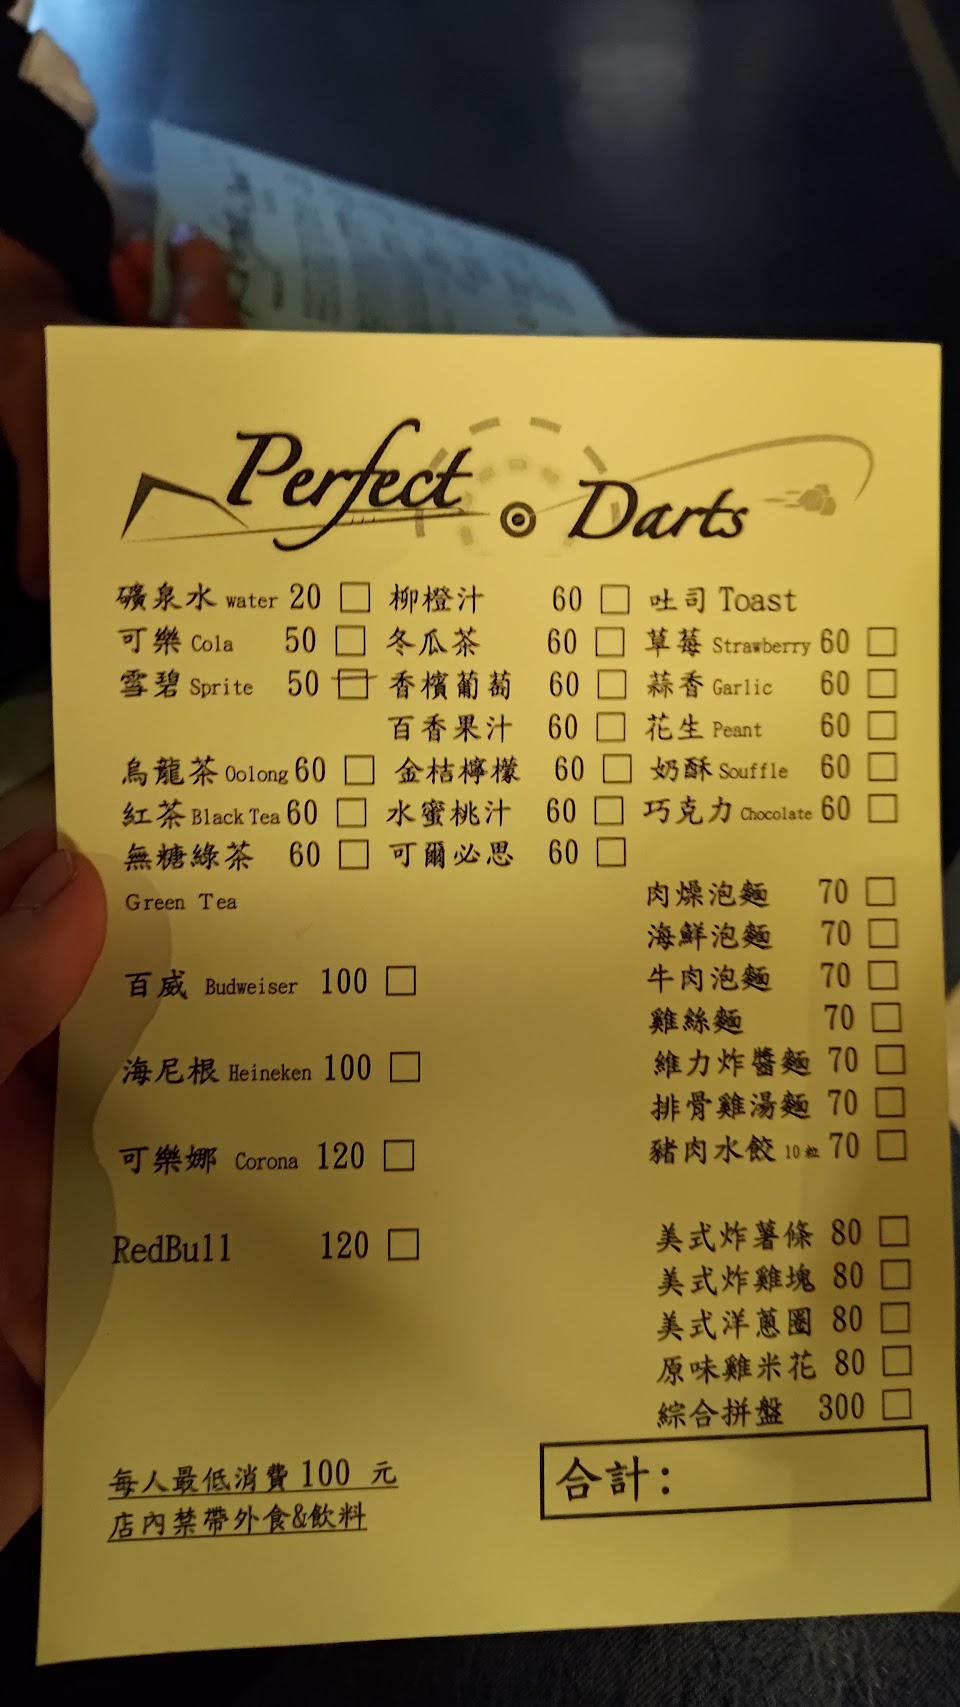 Perfect Darts
礦泉水 water 20 □ 柳橙汁 60 □ 吐司 Toast
可樂 Cola 50 □ 冬瓜茶 60 □ 草莓 Strawberry 60 □
雪碧 Sprite 50 □ 香檳葡萄 60 □ 蒜香 Garlic 60 □
百香果汁 60 □ 花生 Peant 60 □
烏龍茶 Oolong 60 □ 金桔檸檬 60 □ 奶酥 Souffle 60 □
紅茶 Black Tea 60 □ 水蜜桃汁 60 □ 巧克力 Chocolate 60 □
無糖綠茶 60 □ 可爾必思 60 □
Green Tea
肉燥泡麵 70 □
海鮮泡麵 70 □
百威 Budweiser 100 □ 牛肉泡麵 70 □
雞絲麵 70 □
海尼根 Heineken 100 □ 維力炸醬麵 70 □
排骨雞湯麵 70 □
可樂娜 Corona 120 □ 豬肉水餃 10粒 70 □
RedBull 120 □ 美式炸薯條 80 □
美式炸雞塊 80 □
美式洋蔥圈 80 □
原味雞米花 80 □
綜合拼盤 300 □
每人最低消費 100 元
店內禁帶外食&飲料
合計：